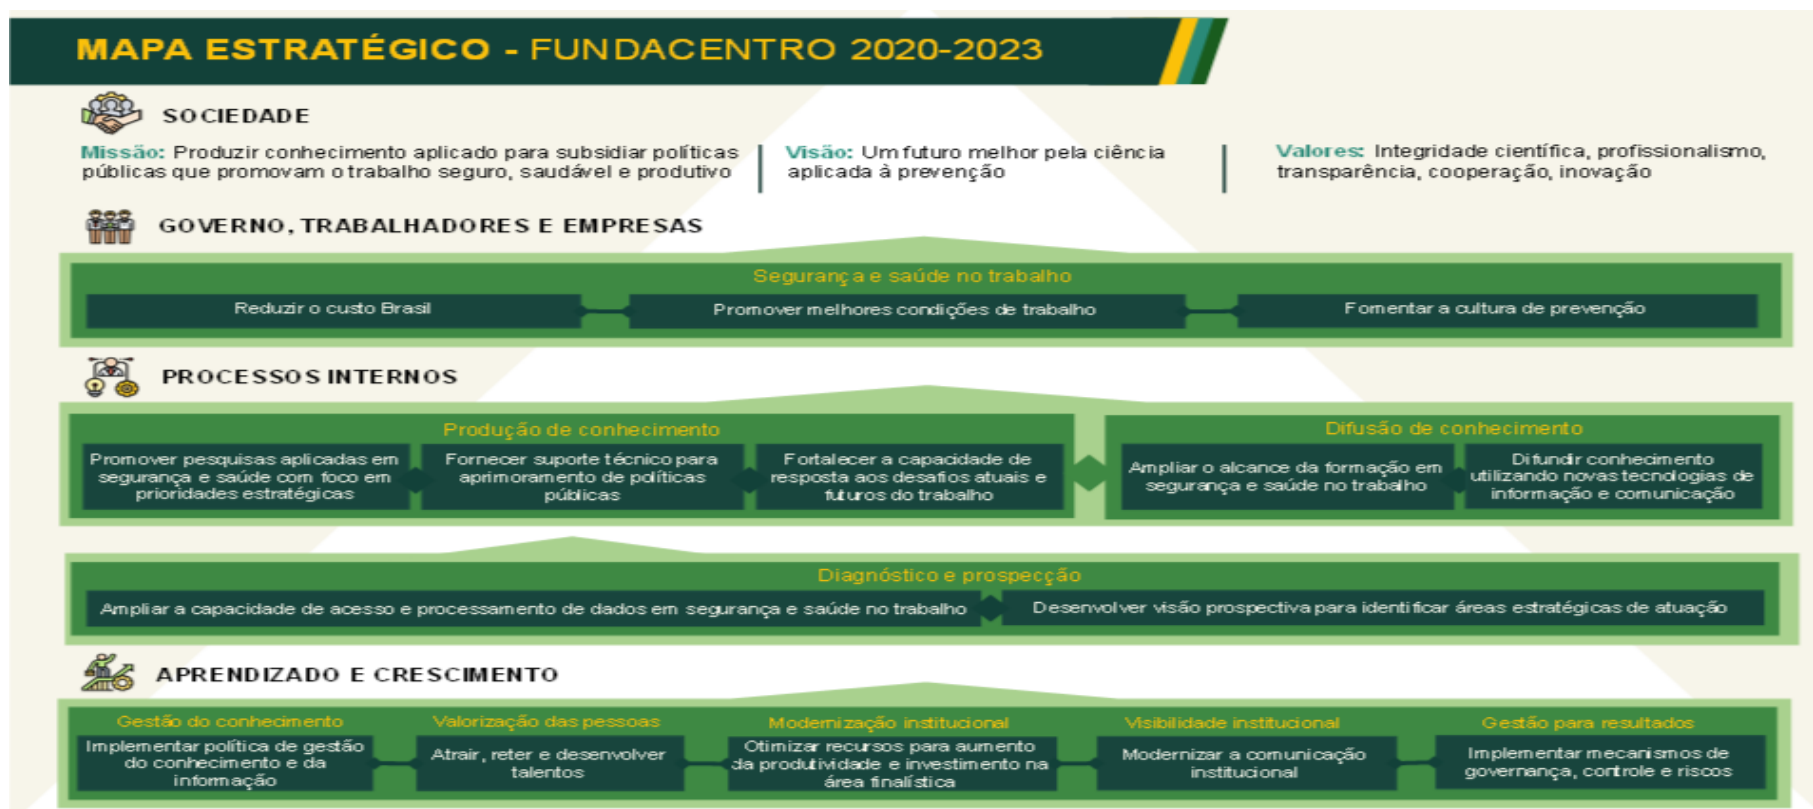 MAPA ESTRATÉGICO - FUNDACENTRO 2020-2023
SOCIEDADE
Missão: Produzir conhecimento aplicado para subsidiar políticas
públicas que promovam o trabalho seguro, saudável e produtivo
Visão: Um futuro melhor pela ciência
aplicada à prevenção
Valores: Integridade científica, profissionalismo,
transparência, cooperação, inovação
GOVERNO, TRABALHADORES E EMPRESAS
Segurança e saúde no trabalho
Reduzir o custo Brasil
Promover melhores condições de trabalho
Fomentar a cultura de prevenção
PROCESSOS INTERNOS
Produção de conhecimento
Promover pesquisas aplicadas em
segurança e saúde com foco em
prioridades estratégicas
Fornecer suporte técnico para
aprimoramento de políticas
públicas
Fortalecer a capacidade de
resposta aos desafios atuais e
futuros do trabalho
Difusão de conhecimento
Ampliar o alcance da formação em
segurança e saúde no trabalho
Difundir conhecimento
utilizando novas tecnologias de
informação e comunicação
Diagnóstico e prospecção
Ampliar a capacidade de acesso e processamento de dados em segurança e saúde no trabalho
Desenvolver visão prospectiva para identificar áreas estratégicas de atuação
APRENDIZADO E CRESCIMENTO
Gestão do conhecimento
Implementar política de gestão
do conhecimento e da
informação
Valorização das pessoas
Atrair, reter e desenvolver
talentos
Modernização institucional
Otimizar recursos para aumento
da produtividade e investimento na
área finalística
Visibilidade institucional
Modernizar a comunicação
institucional
Gestão para resultados
Implementar mecanismos de
governança, controle e riscos